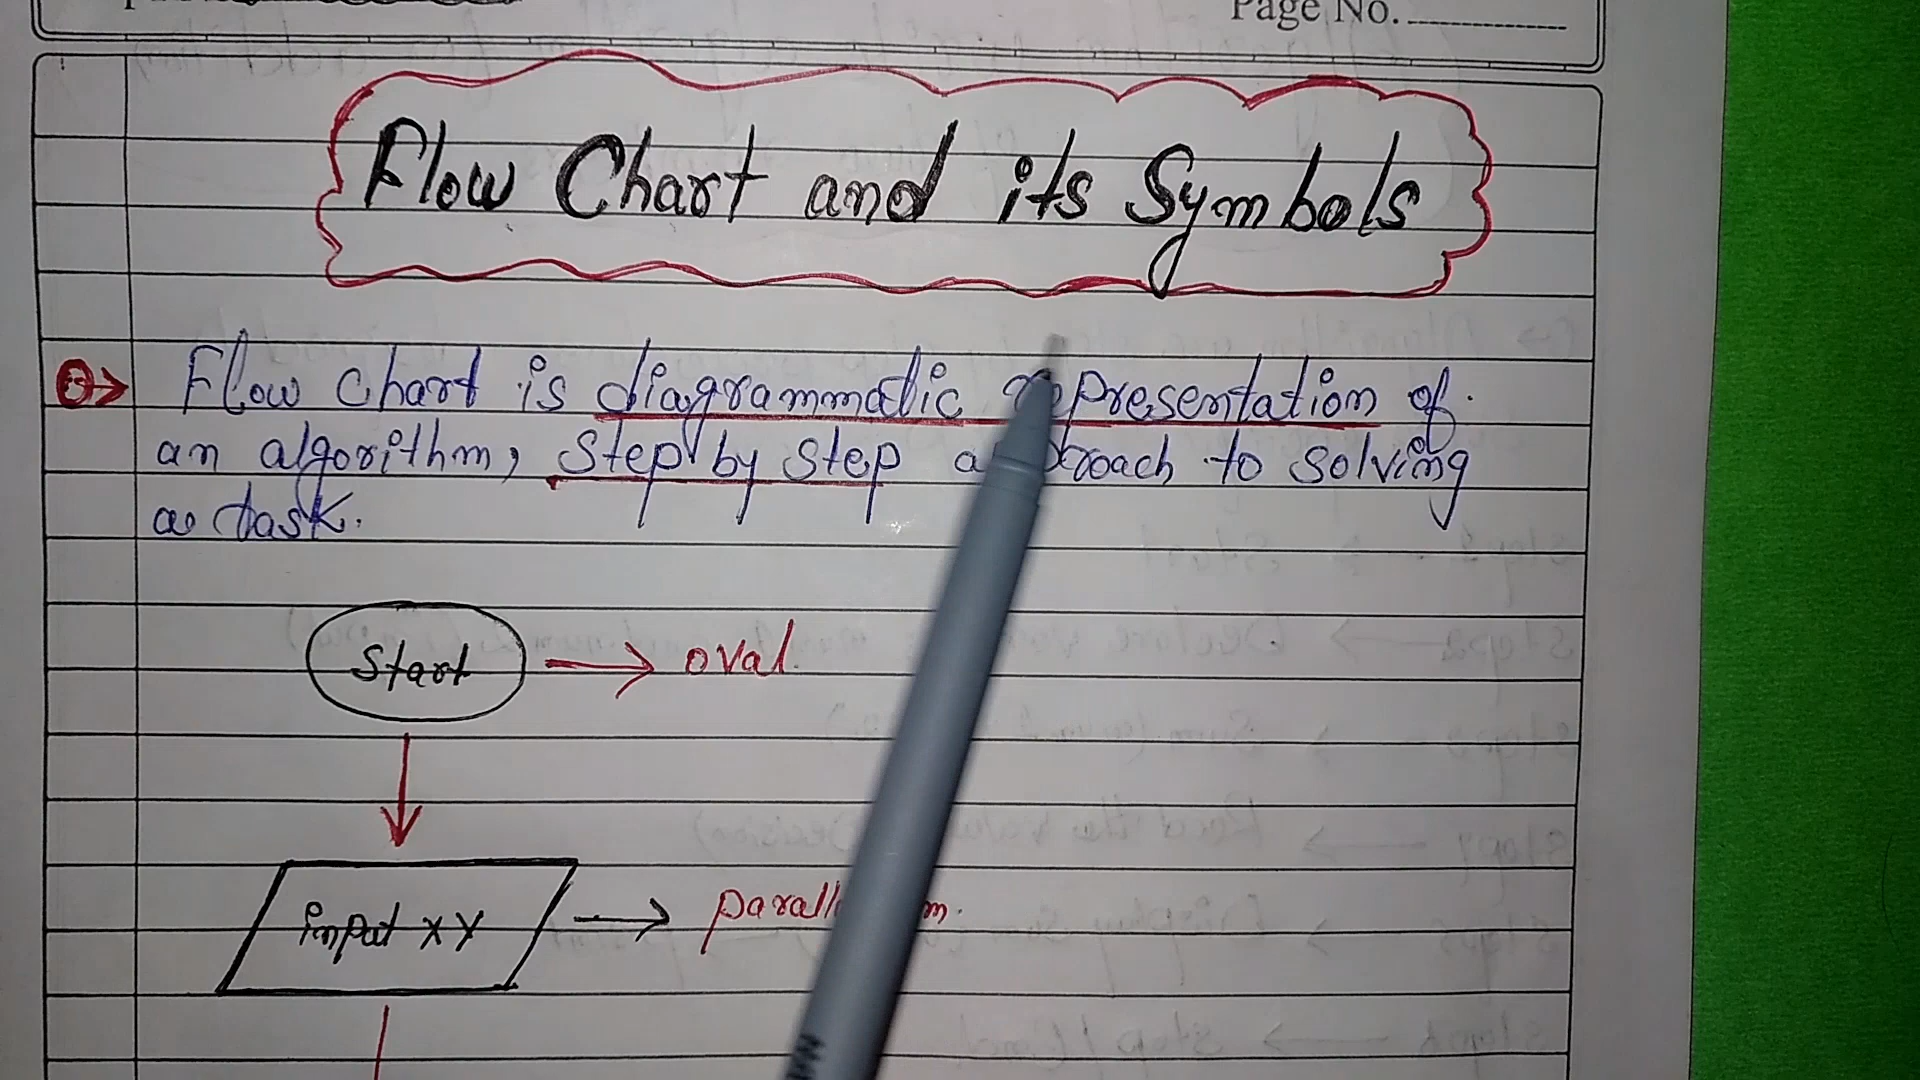 Page No.
Flow Chart and its Symbols
Flow chart is diagrammatic representation of
an algorithm, step by step approach to solving
a task.
Start → oval.
input X Y →